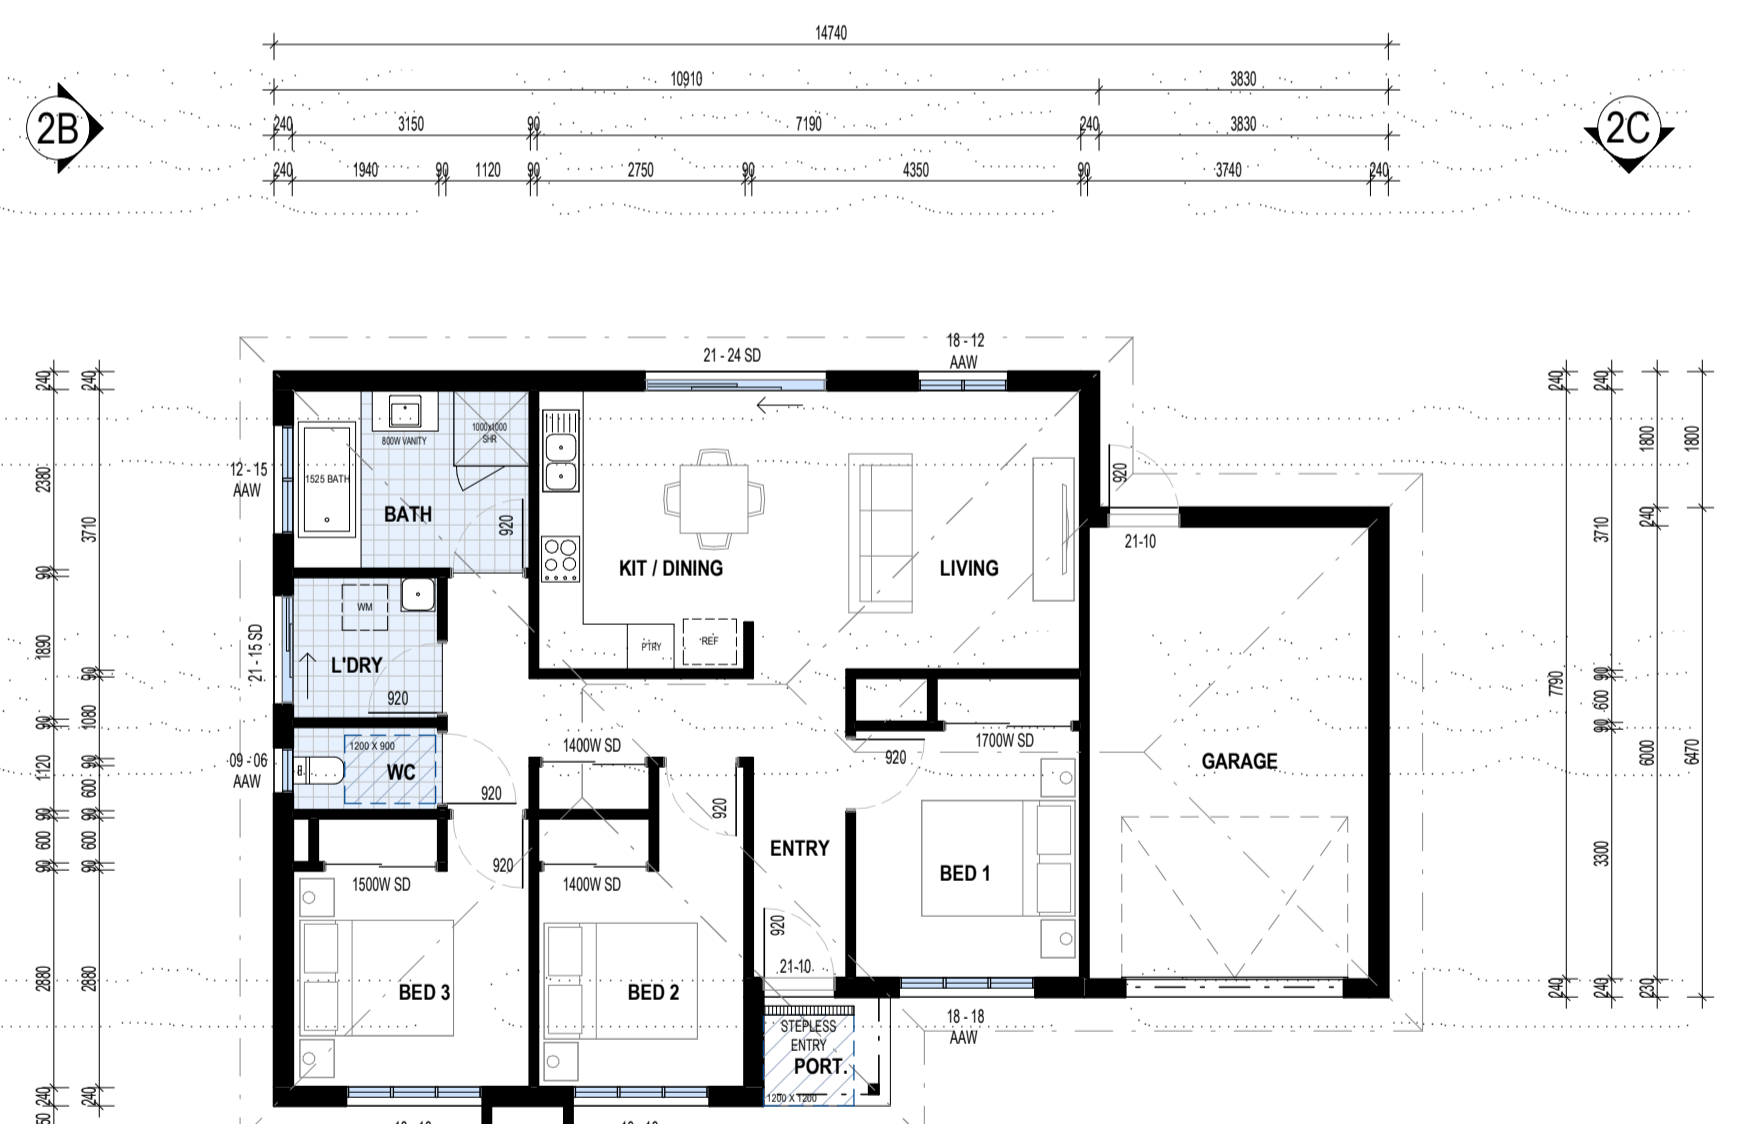 14740
10910 3830
240 3150 90 7190 240 3830
240 1940 90 1120 90 2750 90 4350 90 3740 240
2B
2C
18 - 12
AAW
21 - 24 SD
240 240
2380
3710
90
1890
90
90
1080
1120
90
600
90 90
600 600
90 90
2880 2880
240 240
240 240
7790
3710
1800
1800
240
90
600
90
6000
6470
3300
240 240 230
12 - 15
AAW
21 - 15 SD
09 - 06
AAW
800W VANITY
1000x1000
SHR
1525 BATH
BATH
920
920
21-10
KIT / DINING
LIVING
WM
P'TRY
REF
L'DRY
920
1200 X 900
WC
920
1400W SD
1700W SD
920
GARAGE
920
ENTRY
BED 1
920
1500W SD
1400W SD
920
21-10
BED 3
BED 2
18 - 18
AAW
STEPLESS
ENTRY
PORT.
1200 X 1200